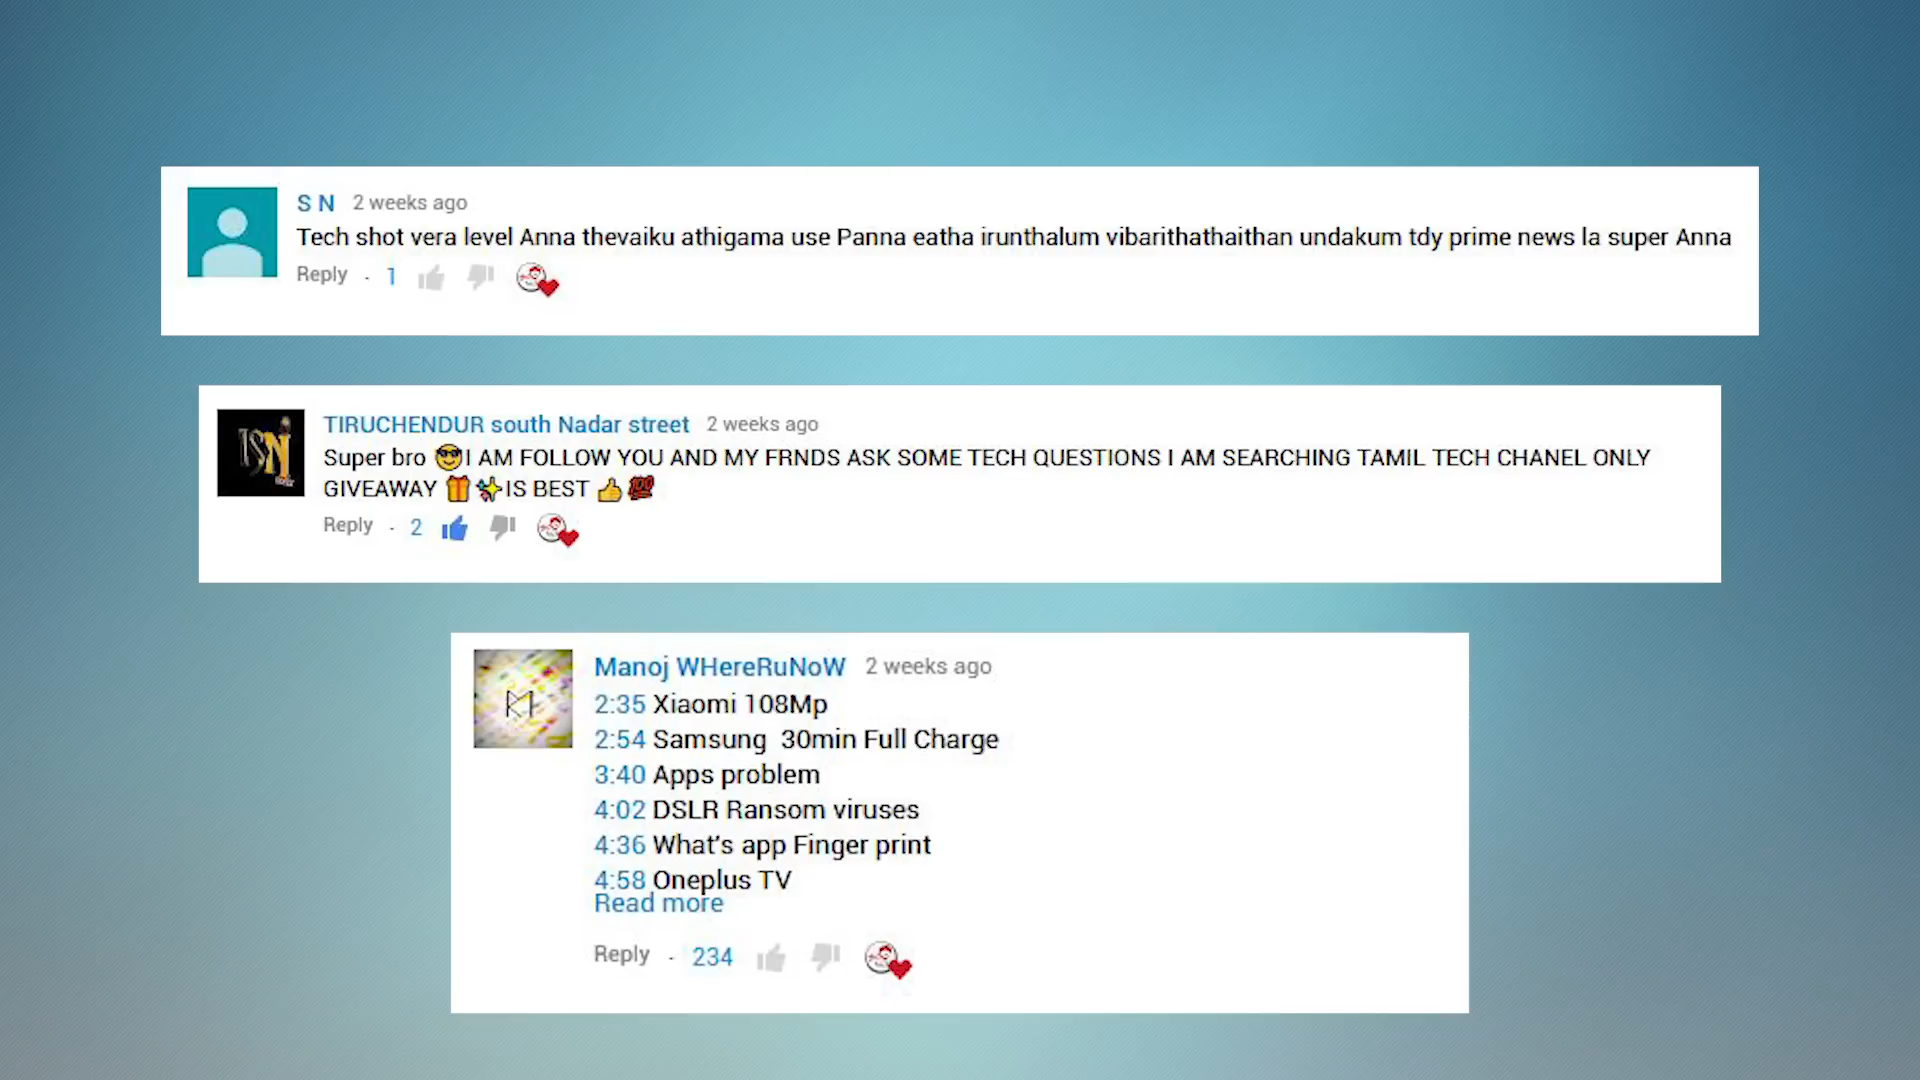 S N 2 weeks ago
Tech shot vera level Anna thevaiku athigama use Panna eatha irunthalum vibarithathaithan undakum tdy prime news la super Anna
Reply . 1
TIRUCHENDUR south Nadar street 2 weeks ago
Super bro 😎I AM FOLLOW YOU AND MY FRNDS ASK SOME TECH QUESTIONS I AM SEARCHING TAMIL TECH CHANEL ONLY
GIVEAWAY 🎁✨IS BEST 👍💯
Reply . 2
Manoj WHereRuNoW 2 weeks ago
2:35 Xiaomi 108Mp
2:54 Samsung  30min Full Charge
3:40 Apps problem
4:02 DSLR Ransom viruses
4:36 What's app Finger print
4:58 Oneplus TV
Read more
Reply . 234